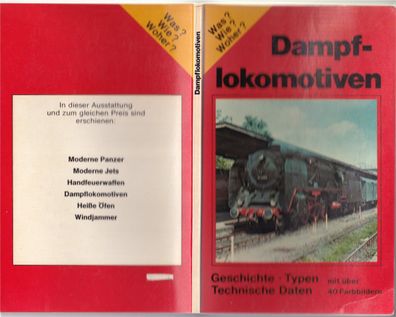 Was?
Wie?
Woher?
In dieser Ausstattung
und zum gleichen Preis sind
erschienen:
Moderne Panzer
Moderne Jets
Handfeuerwaffen
Dampflokomotiven
Heiße Öfen
Windjammer
Dampflokomotiven
Was?
Wie?
Woher?
Dampf-
lokomotiven
Geschichte · Typen
Technische Daten
mit über
40 Farbbildern